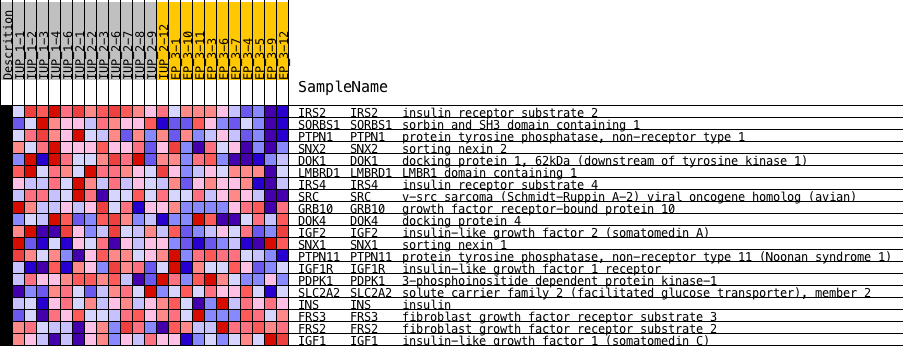 Descrition
IUP_1-1
IUP_1-2
IUP_1-3
IUP_1-4
IUP_1-6
IUP_2-1
IUP_2-2
IUP_2-3
IUP_2-6
IUP_2-7
IUP_2-8
IUP_2-9
IUP_2-12
EP_3-1
EP_3-10
EP_3-11
EP_3-3
EP_3-6
EP_3-7
EP_3-4
EP_3-5
EP_3-9
EP_3-12
SampleName
IRS2 IRS2 insulin receptor substrate 2
SORBS1 SORBS1 sorbin and SH3 domain containing 1
PTPN1 PTPN1 protein tyrosine phosphatase, non-receptor type 1
SNX2 SNX2 sorting nexin 2
DOK1 DOK1 docking protein 1, 62kDa (downstream of tyrosine kinase 1)
LMBRD1 LMBRD1 LMBR1 domain containing 1
IRS4 IRS4 insulin receptor substrate 4
SRC SRC v-src sarcoma (Schmidt-Ruppin A-2) viral oncogene homolog (avian)
GRB10 GRB10 growth factor receptor-bound protein 10
DOK4 DOK4 docking protein 4
IGF2 IGF2 insulin-like growth factor 2 (somatomedin A)
SNX1 SNX1 sorting nexin 1
PTPN11 PTPN11 protein tyrosine phosphatase, non-receptor type 11 (Noonan syndrome 1)
IGF1R IGF1R insulin-like growth factor 1 receptor
PDPK1 PDPK1 3-phosphoinositide dependent protein kinase-1
SLC2A2 SLC2A2 solute carrier family 2 (facilitated glucose transporter), member 2
INS INS insulin
FRS3 FRS3 fibroblast growth factor receptor substrate 3
FRS2 FRS2 fibroblast growth factor receptor substrate 2
IGF1 IGF1 insulin-like growth factor 1 (somatomedin C)